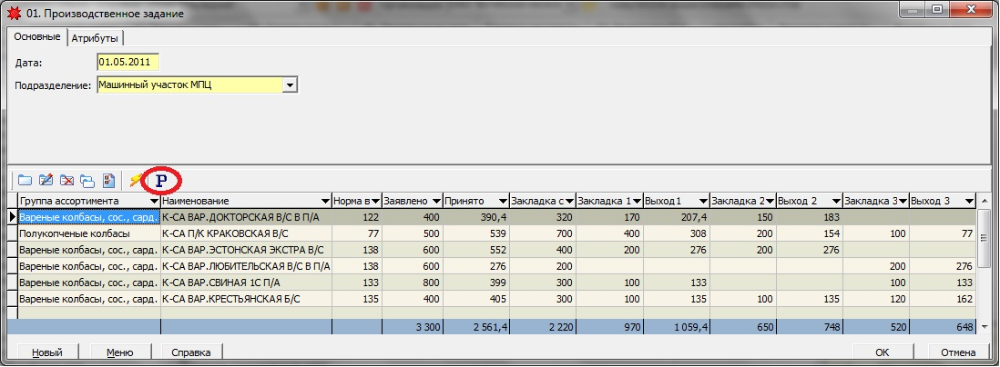 01. Производственное задание
Основные Атрибуты
Дата: 01.05.2011
Подразделение: Машинный участок МПЦ
P
Группа ассортимента Наименование Норма в Заявлено Принято Закладка с Закладка 1 Выход1 Закладка 2 Выход 2 Закладка 3 Выход 3
Вареные колбасы, сос., сард. К-СА ВАР.ДОКТОРСКАЯ В/С В П/А 122 400 390,4 320 170 207,4 150 183
Полукопченые колбасы К-СА П/К КРАКОВСКАЯ В/С 77 500 539 700 400 308 200 154 100 77
Вареные колбасы, сос., сард. К-СА ВАР.ЭСТОНСКАЯ ЭКСТРА В/С 138 600 552 400 200 276 200 276
Вареные колбасы, сос., сард. К-СА ВАР.ЛЮБИТЕЛЬСКАЯ В/С В П/А 138 600 276 200 200 276
Вареные колбасы, сос., сард. К-СА ВАР.СВИНАЯ 1С П/А 133 800 399 300 100 133 100 133
Вареные колбасы, сос., сард. К-СА ВАР.КРЕСТЬЯНСКАЯ Б/С 135 400 405 300 100 135 100 135 120 162
3 300 2 561,4 2 220 970 1 059,4 650 748 520 648
Новый Меню Справка ОК Отмена